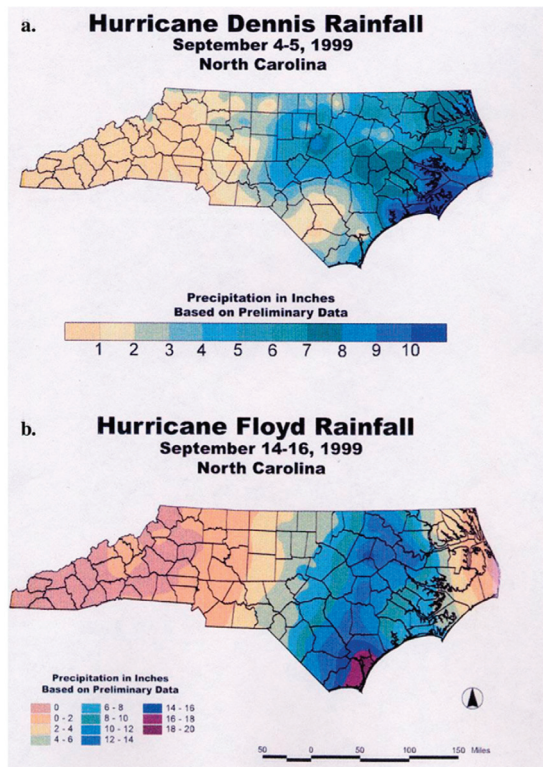 a.
Hurricane Dennis Rainfall
September 4-5, 1999
North Carolina
Precipitation in Inches
Based on Preliminary Data
1 2 3 4 5 6 7 8 9 10
b.
Hurricane Floyd Rainfall
September 14-16, 1999
North Carolina
Precipitation in Inches
Based on Preliminary Data
0 6 - 8 14 - 16
0 - 2 8 - 10 16 - 18
2 - 4 10 - 12 18 - 20
4 - 6 12 - 14
50 0 50 100 150 Miles